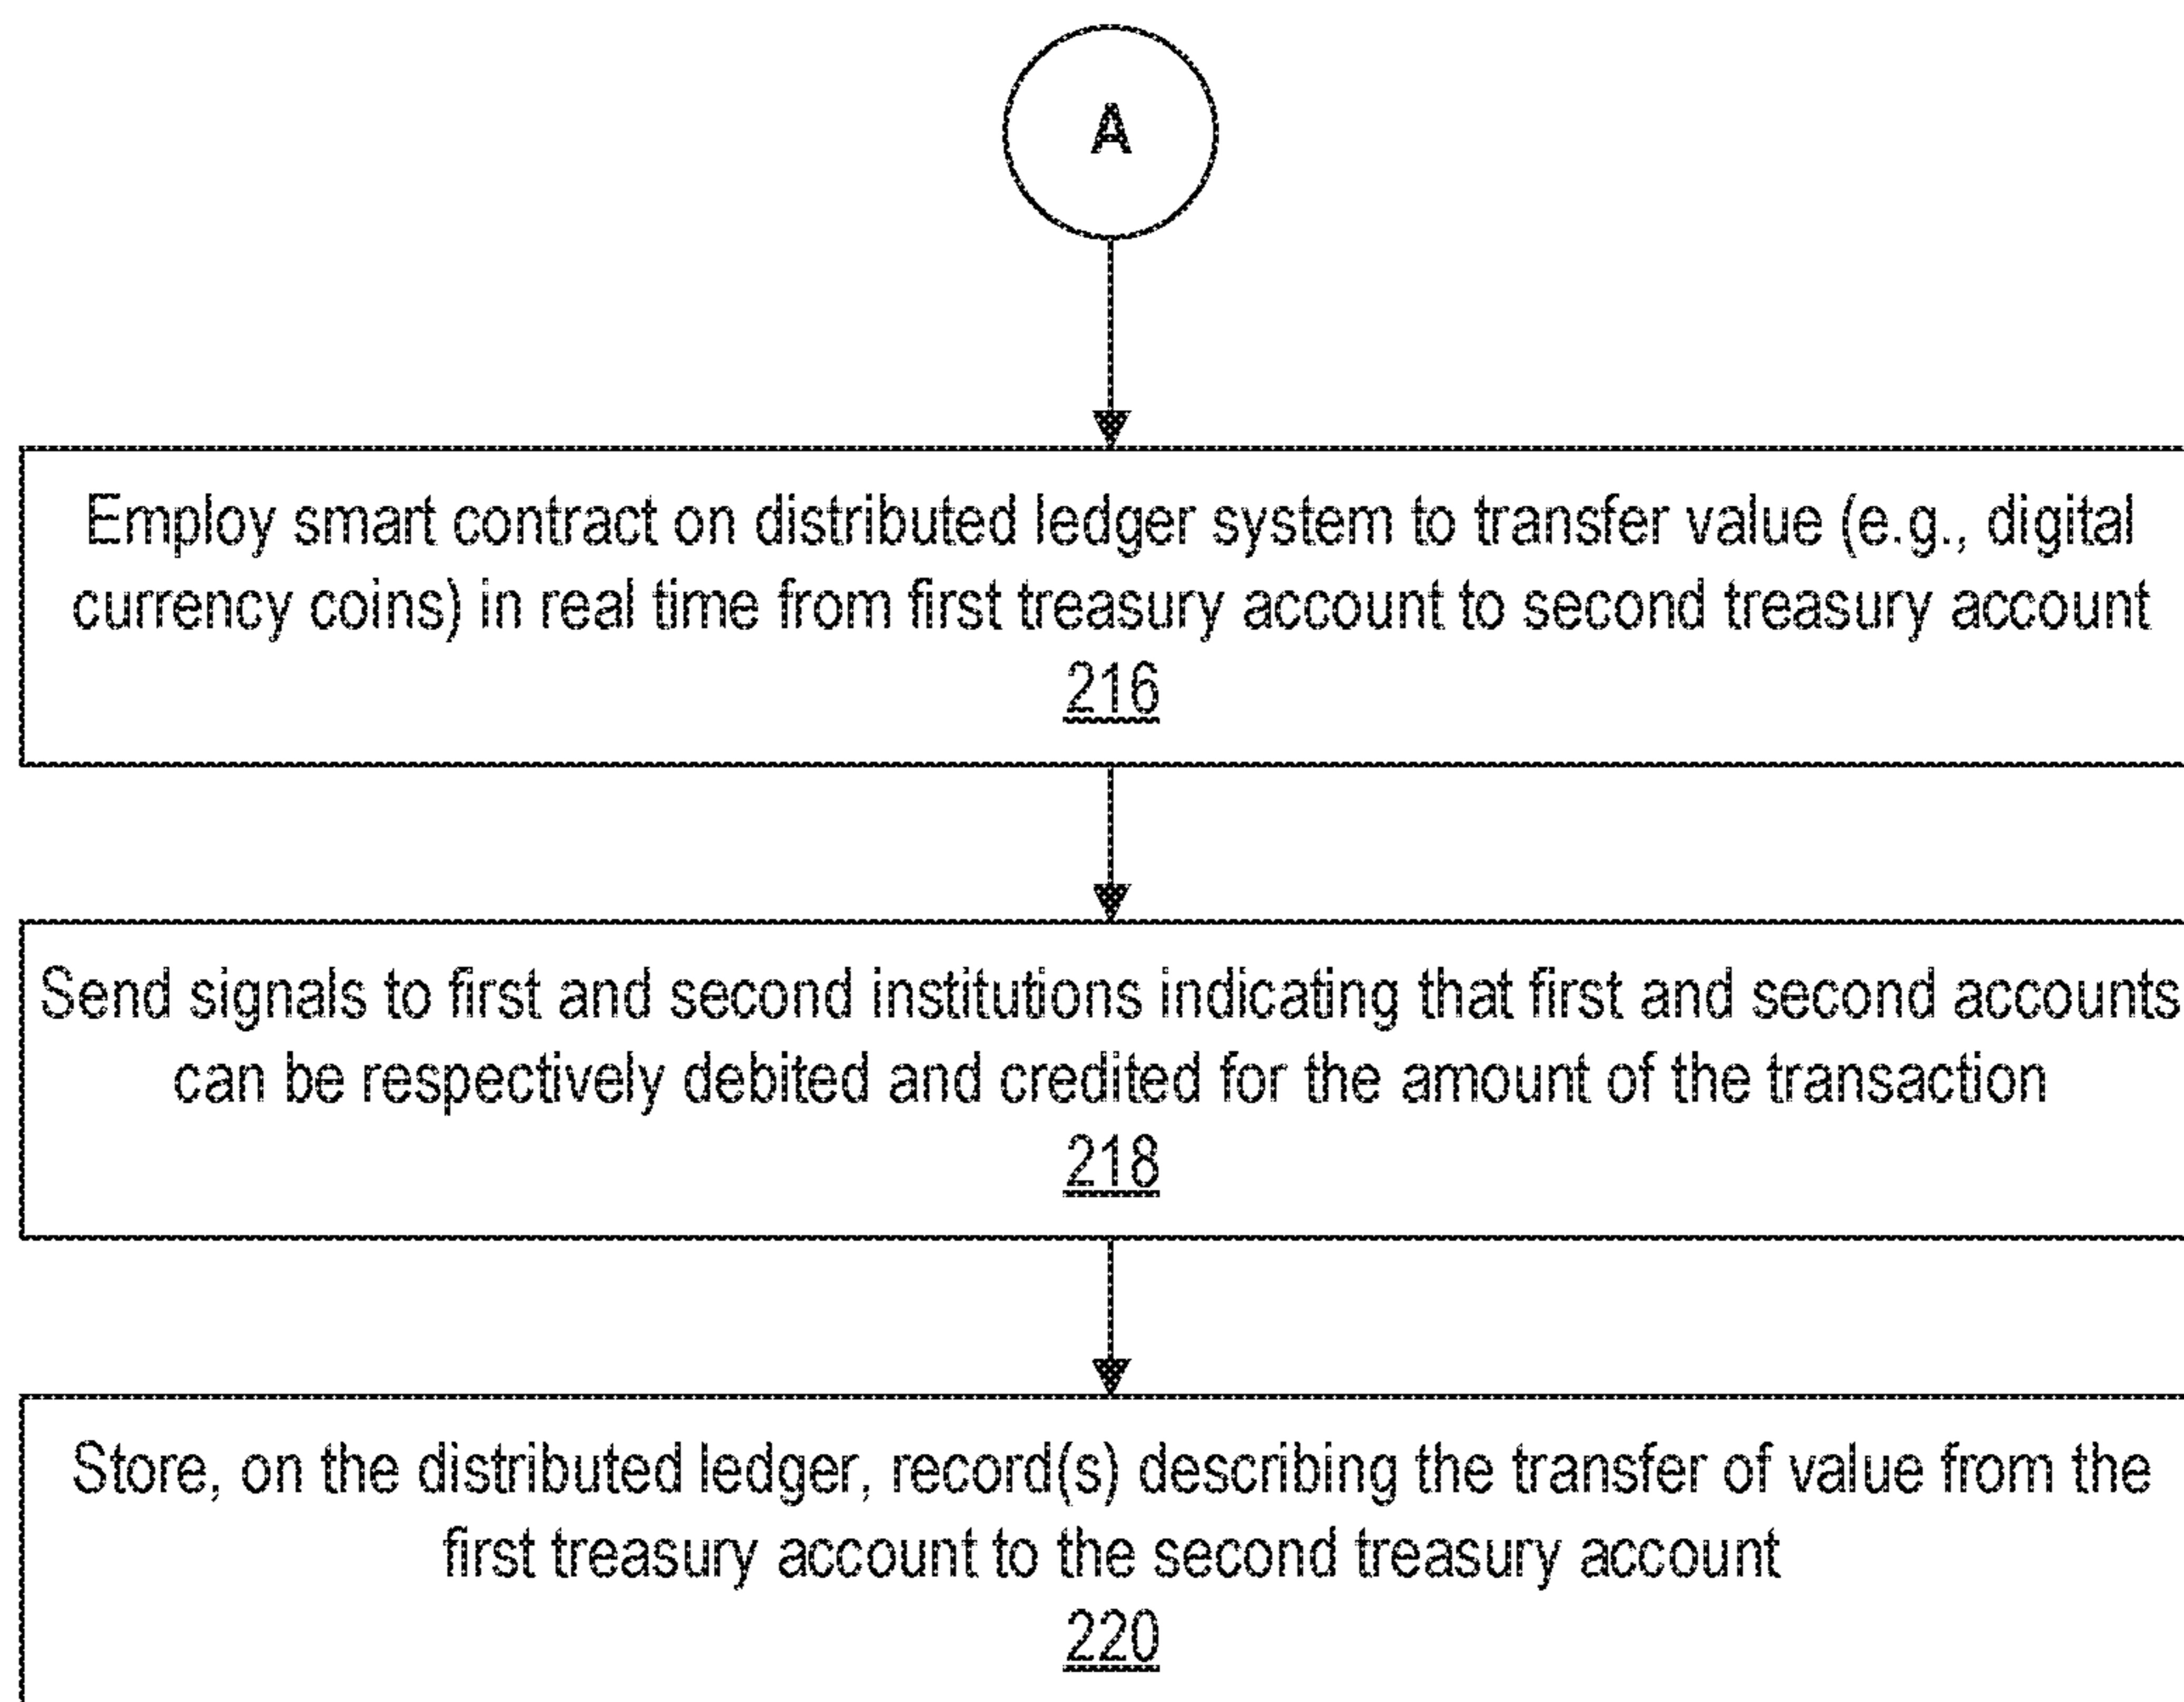 A
Employ smart contract on distributed ledger system to transfer value (e.g., digital
currency coins) in real time from first treasury account to second treasury account
216
Send signals to first and second institutions indicating that first and second accounts
can be respectively debited and credited for the amount of the transaction
218
Store, on the distributed ledger, record(s) describing the transfer of value from the
first treasury account to the second treasury account
220